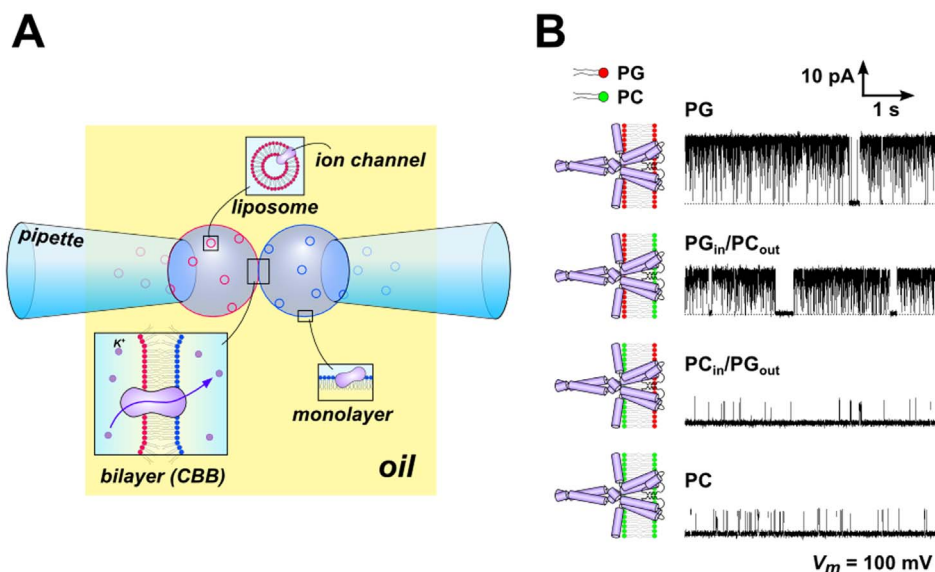 A
ion channel
liposome
pipette
K⁺
monolayer
bilayer (CBB)
oil
B
PG
PC
10 pA
1 s
PG
PGin/PCout
PCin/PGout
PC
Vm = 100 mV